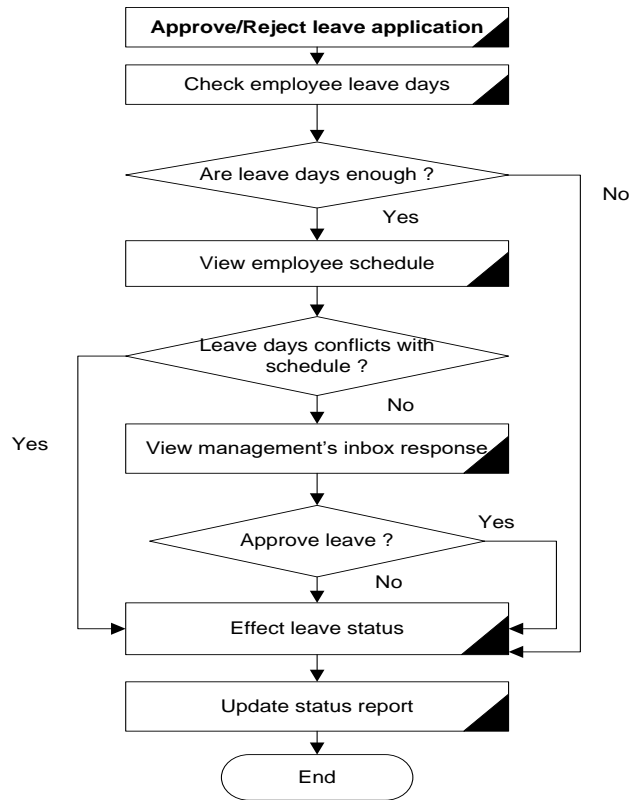 Approve/Reject leave application
Check employee leave days
Are leave days enough ?
No
Yes
View employee schedule
Leave days conflicts with
schedule ?
No
Yes
View management's inbox response
Yes
Approve leave ?
No
Effect leave status
Update status report
End